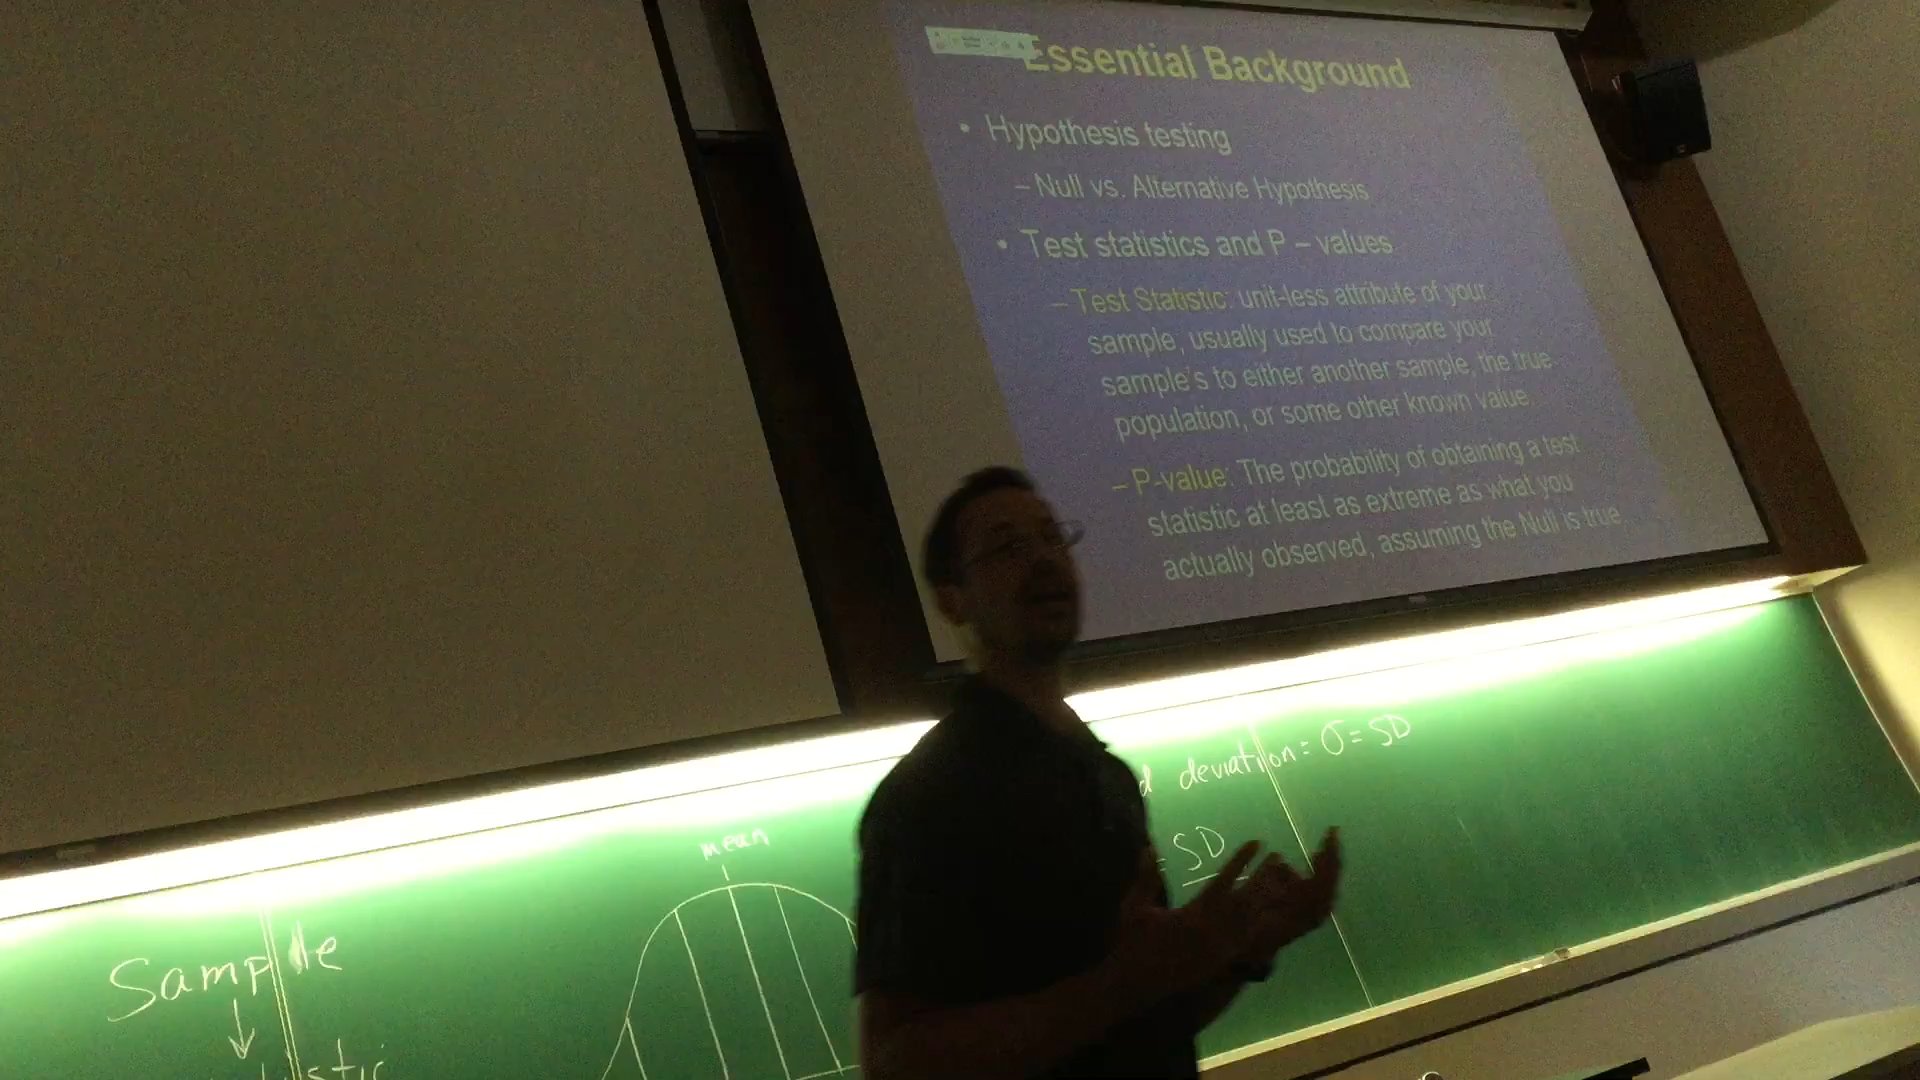 Essential Background
• Hypothesis testing
– Null vs. Alternative Hypothesis
• Test statistics and P – values
– Test Statistic: unit-less attribute of your
sample, usually used to compare your
sample's to either another sample, the true
population, or some other known value.
– P-value: The probability of obtaining a test
statistic at least as extreme as what you
actually observed, assuming the Null is true
deviation = σ = SD
= SD
mean
Sample